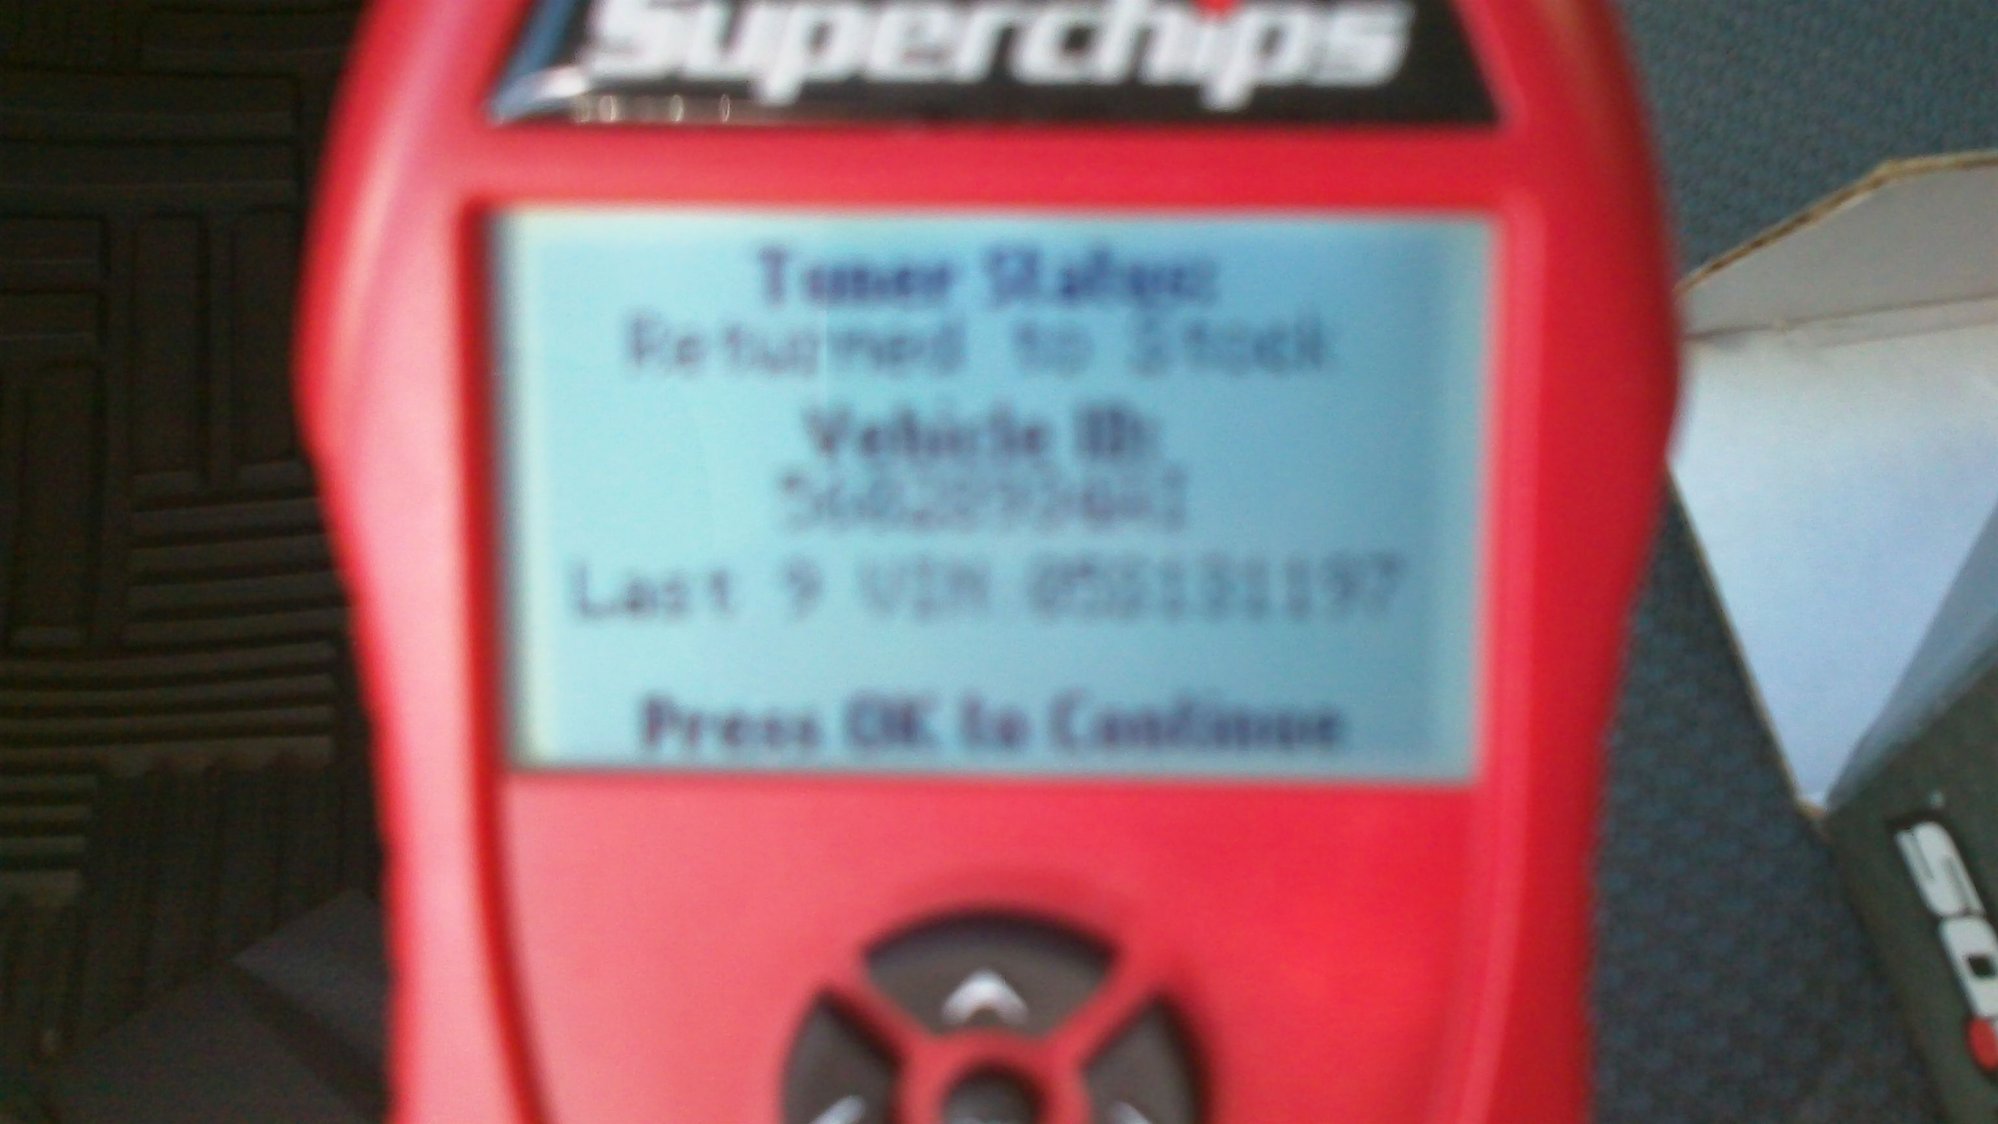 Superchips
Tuner Status:
Returned to Stock
Vehicle ID:
Last 9 VIN
Press OK to Continue